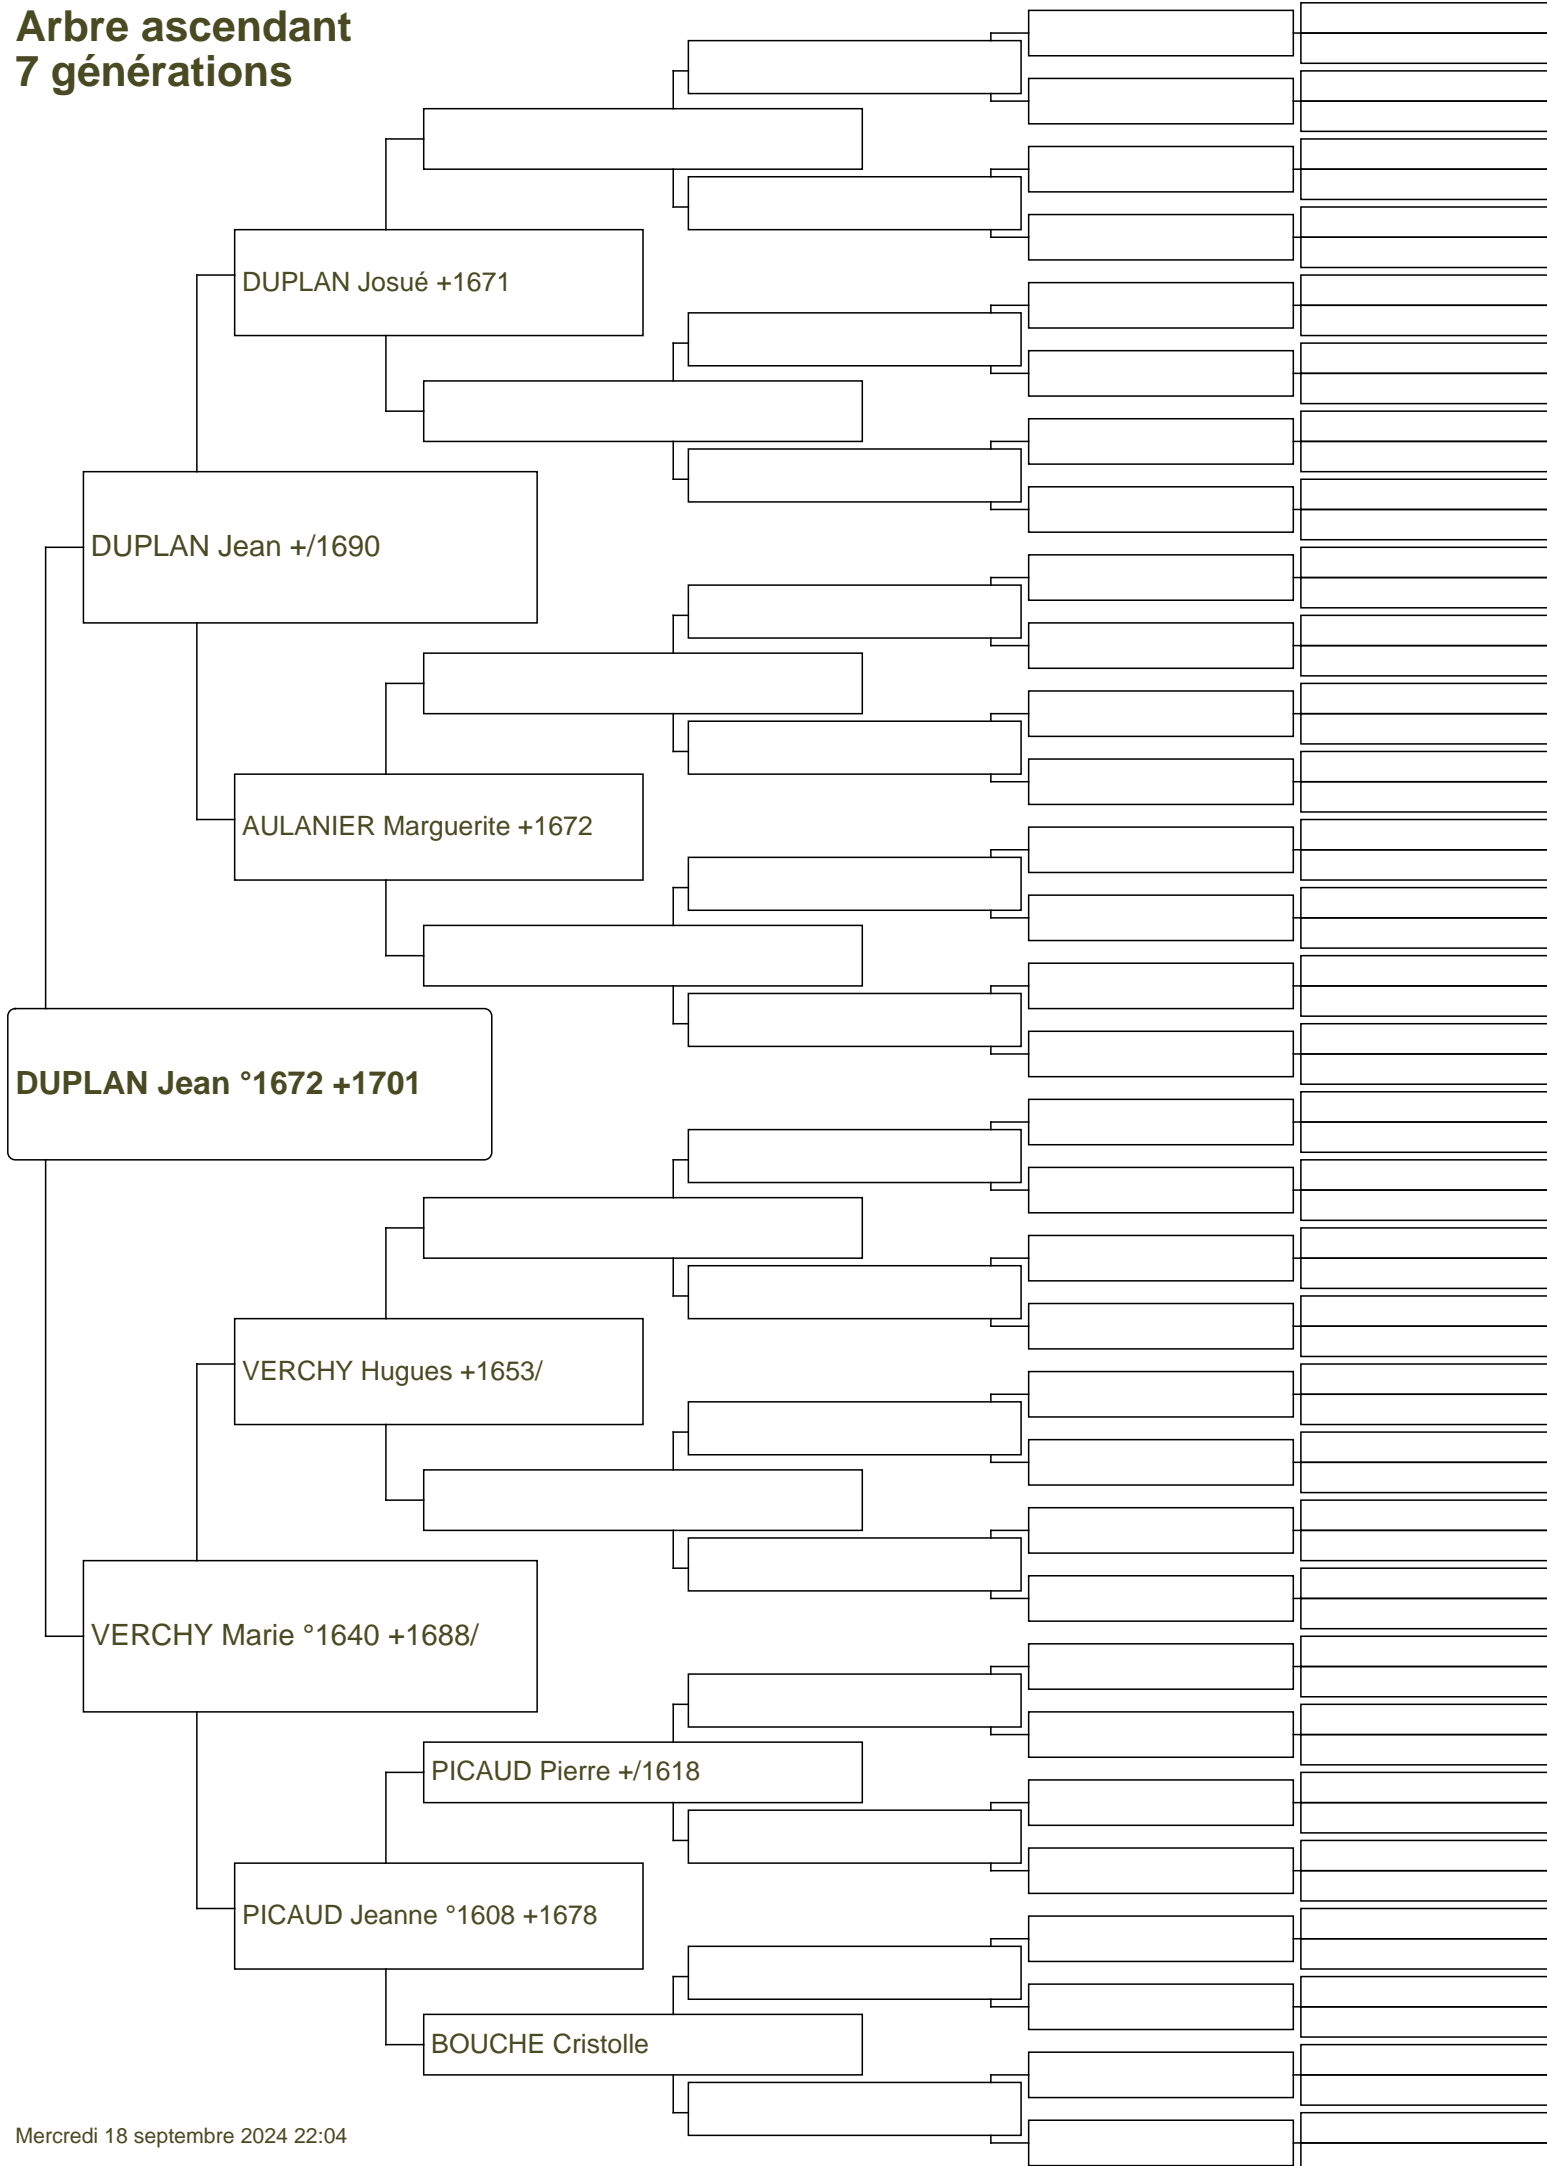 Arbre ascendant
7 générations
DUPLAN Josué +1671
DUPLAN Jean +/1690
AULANIER Marguerite +1672
DUPLAN Jean °1672 +1701
VERCHY Hugues +1653/
VERCHY Marie °1640 +1688/
PICAUD Pierre +/1618
PICAUD Jeanne °1608 +1678
BOUCHE Cristolle
Mercredi 18 septembre 2024 22:04